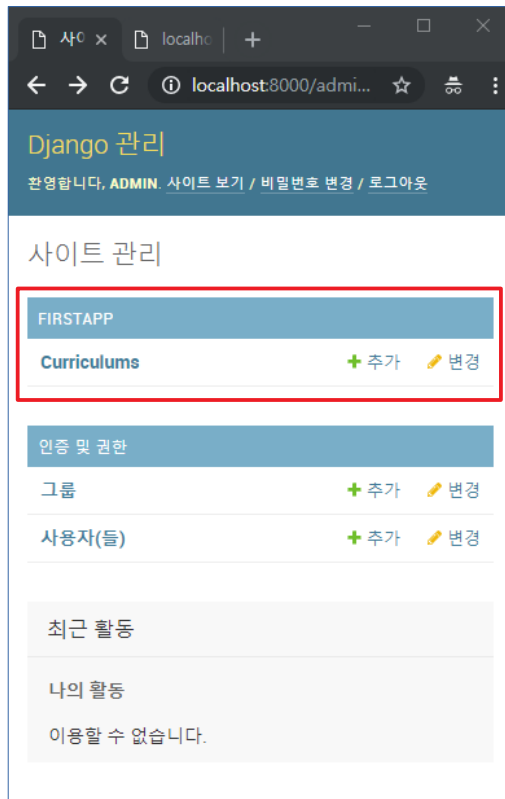 사이
localho
localhost:8000/admi...
Django 관리
환영합니다, ADMIN. 사이트 보기 / 비밀번호 변경 / 로그아웃
사이트 관리
FIRSTAPP
Curriculums 추가 변경
인증 및 권한
그룹 추가 변경
사용자(들) 추가 변경
최근 활동
나의 활동
이용할 수 없습니다.